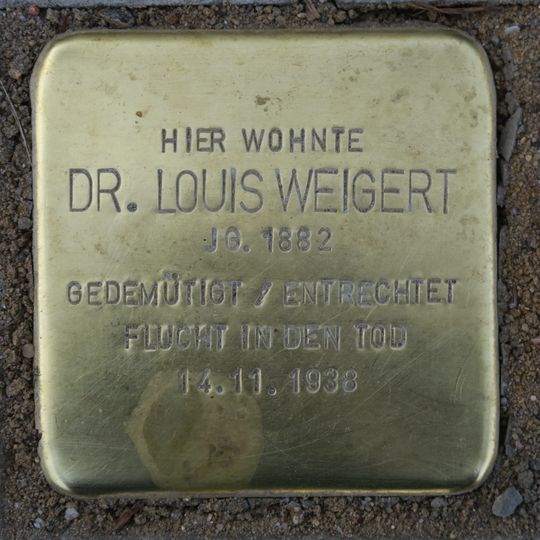 HIER WOHNTE
DR. LOUIS WEIGERT
JG. 1882
GEDEMÜTIGT / ENTRECHTET
FLUCHT IN DEN TOD
14.11.1938